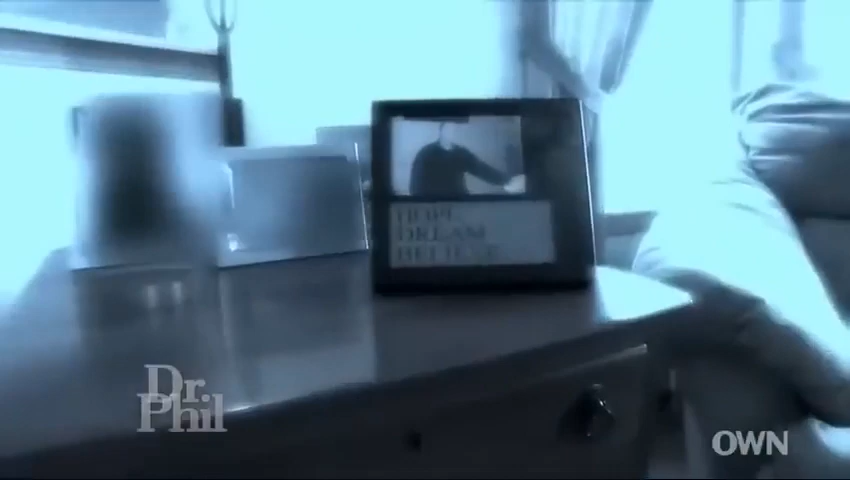 HOPE
DREAM
BELIEVE
Dr.
Phil
OWN